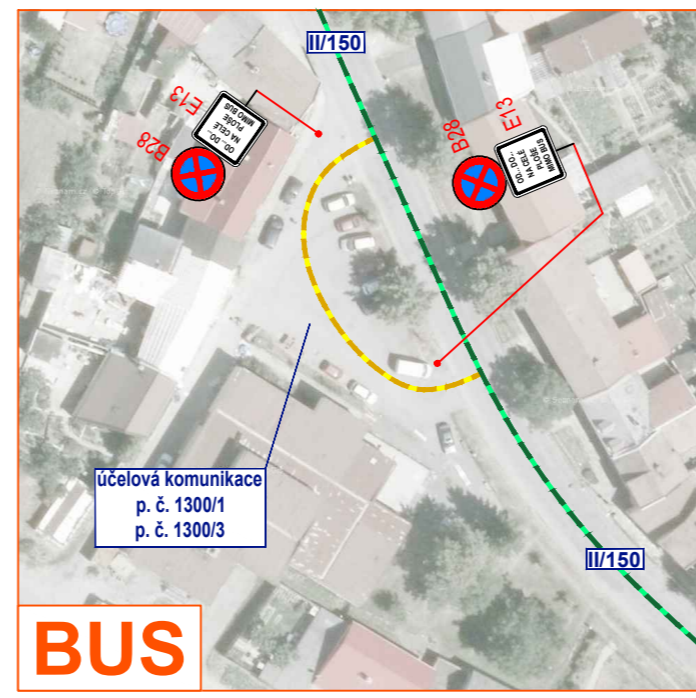 II/150
E13
OD...DO...
NA CELÉ
PLOŠE
MIMO BUS
B28
E13
OD...DO...
NA CELÉ
PLOŠE
MIMO BUS
B28
účelová komunikace
p. č. 1300/1
p. č. 1300/3
II/150
BUS